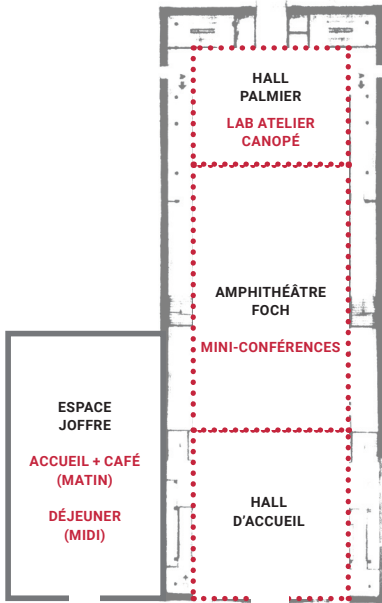 HALL
PALMIER
LAB ATELIER
CANOPÉ
AMPHITHÉÂTRE
FOCH
MINI-CONFÉRENCES
ESPACE
JOFFRE
ACCUEIL + CAFÉ
(MATIN)
DÉJEUNER
(MIDI)
HALL
D'ACCUEIL